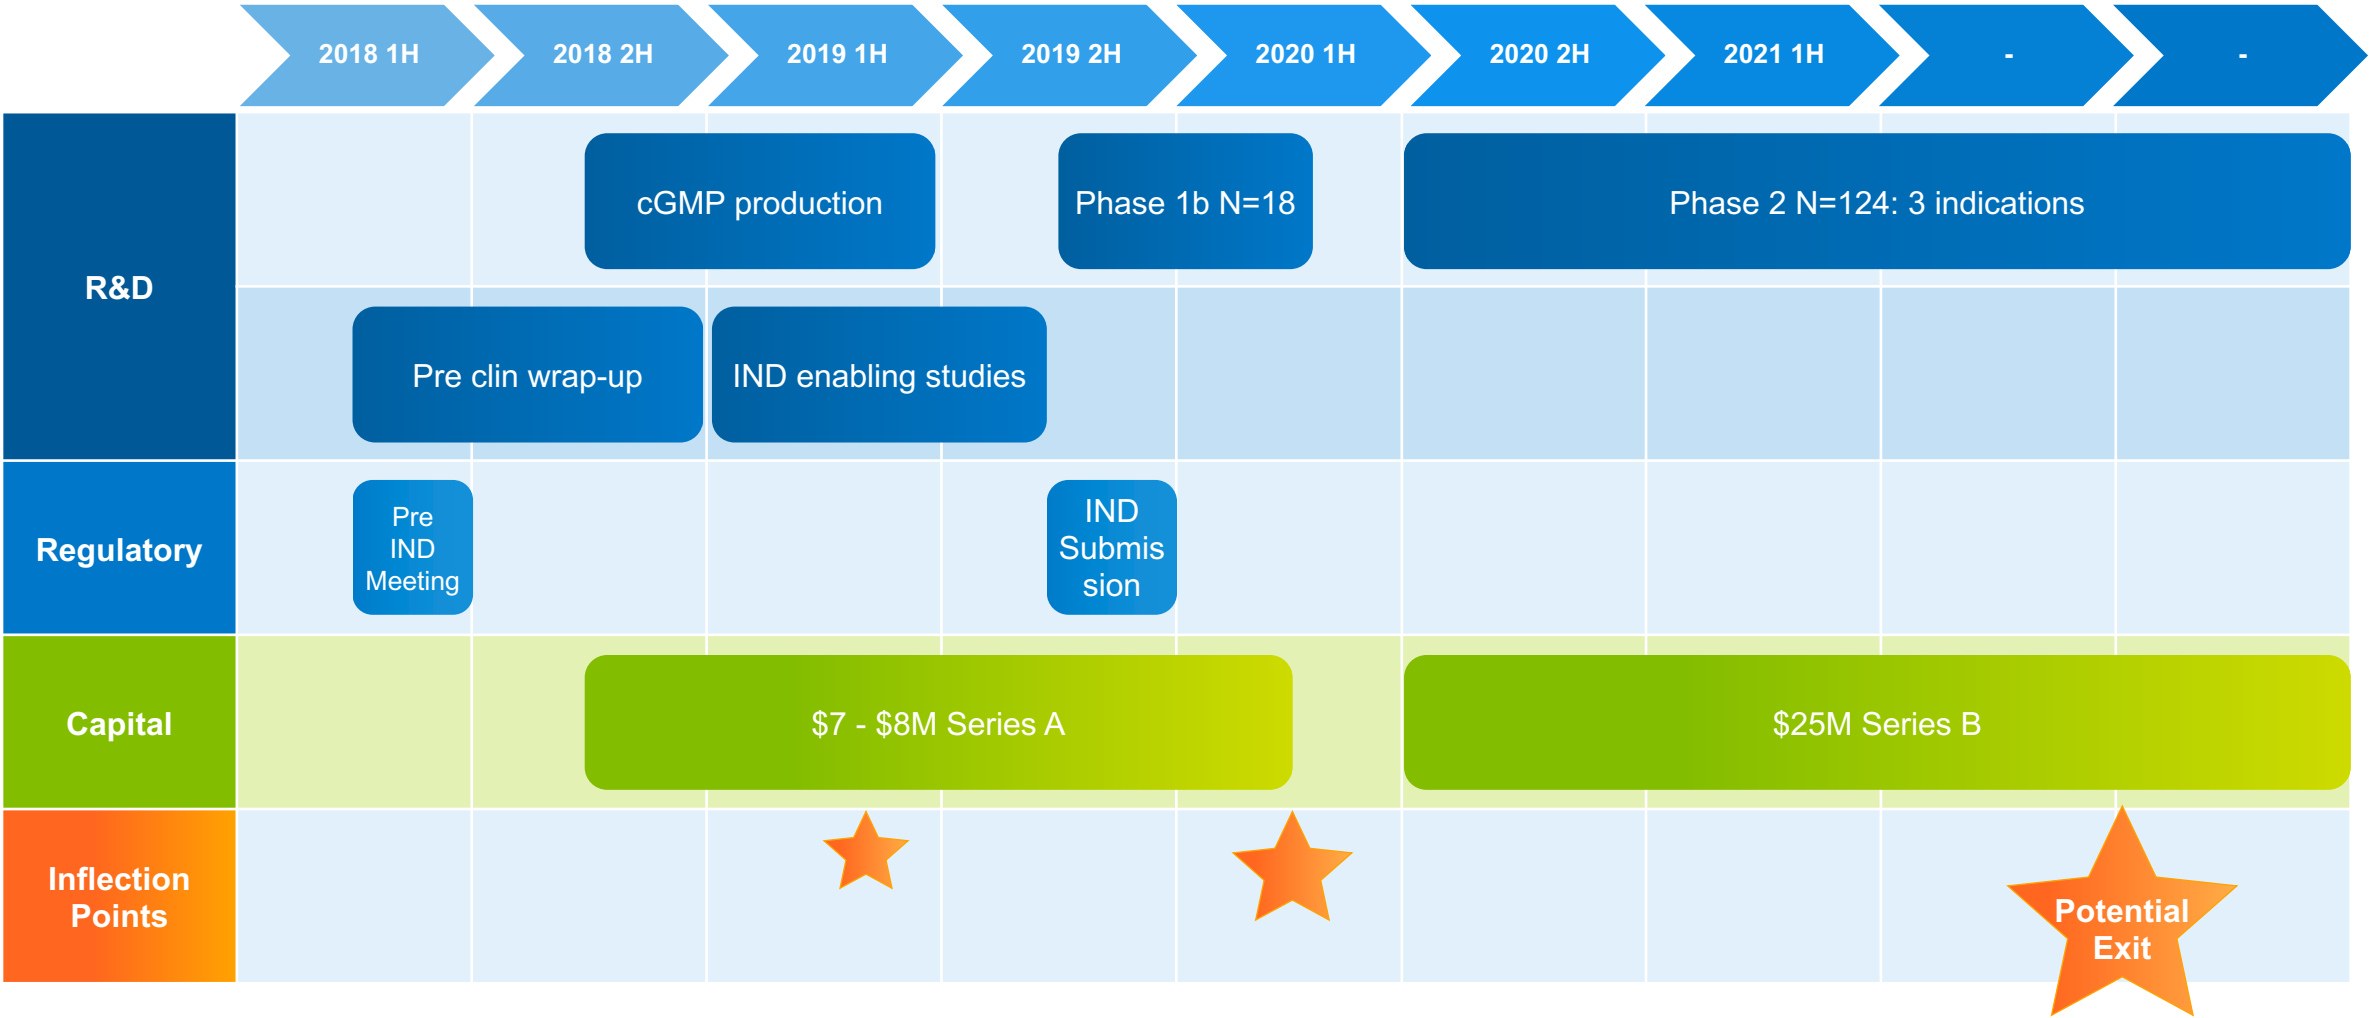 2018 1H
2018 2H
2019 1H
2019 2H
2020 1H
2020 2H
2021 1H
-
-
R&D
cGMP production
Phase 1b N=18
Phase 2 N=124: 3 indications
Pre clin wrap-up
IND enabling studies
Regulatory
Pre
IND
Meeting
IND
Submis
sion
Capital
$7 - $8M Series A
$25M Series B
Inflection
Points
Potential
Exit